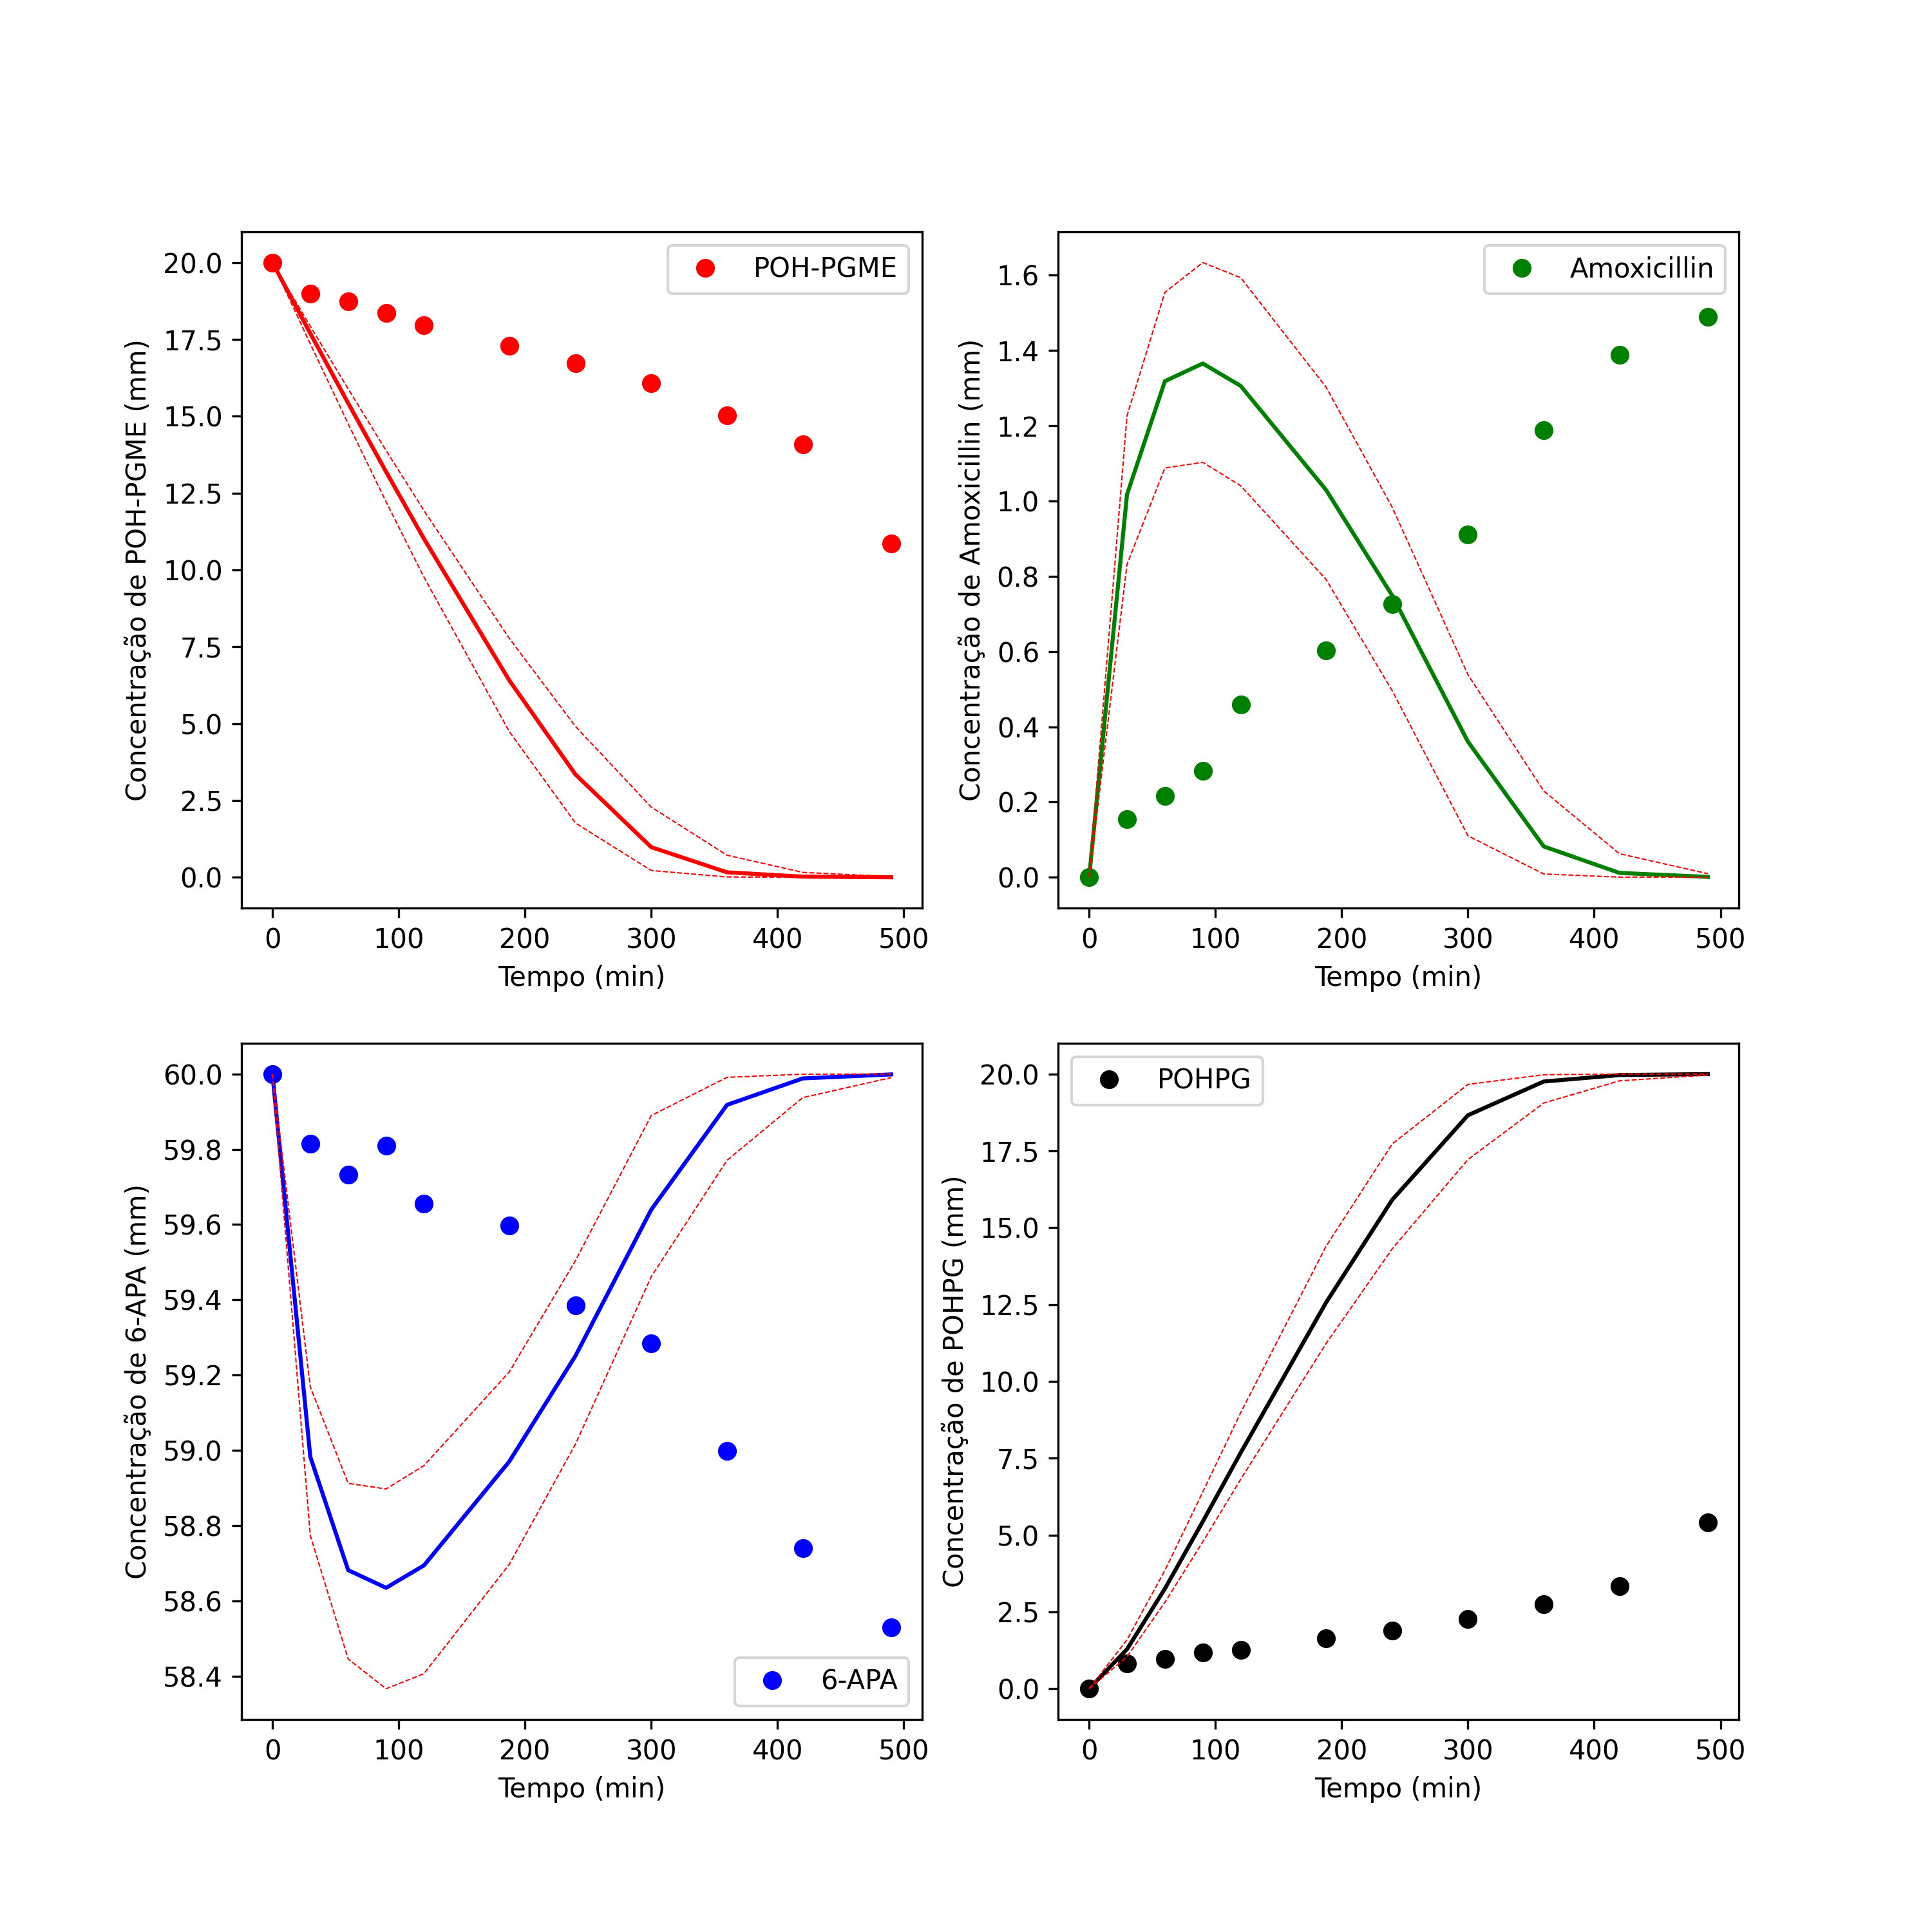 20.0
17.5
15.0
12.5
10.0
7.5
5.0
2.5
0.0
Concentração de POH-PGME (mm)
POH-PGME
0 100 200 300 400 500
Tempo (min)
1.6
1.4
1.2
1.0
0.8
0.6
0.4
0.2
0.0
Concentração de Amoxicillin (mm)
Amoxicillin
0 100 200 300 400 500
Tempo (min)
60.0
59.8
59.6
59.4
59.2
59.0
58.8
58.6
58.4
Concentração de 6-APA (mm)
6-APA
0 100 200 300 400 500
Tempo (min)
20.0
17.5
15.0
12.5
10.0
7.5
5.0
2.5
0.0
Concentração de POHPG (mm)
POHPG
0 100 200 300 400 500
Tempo (min)